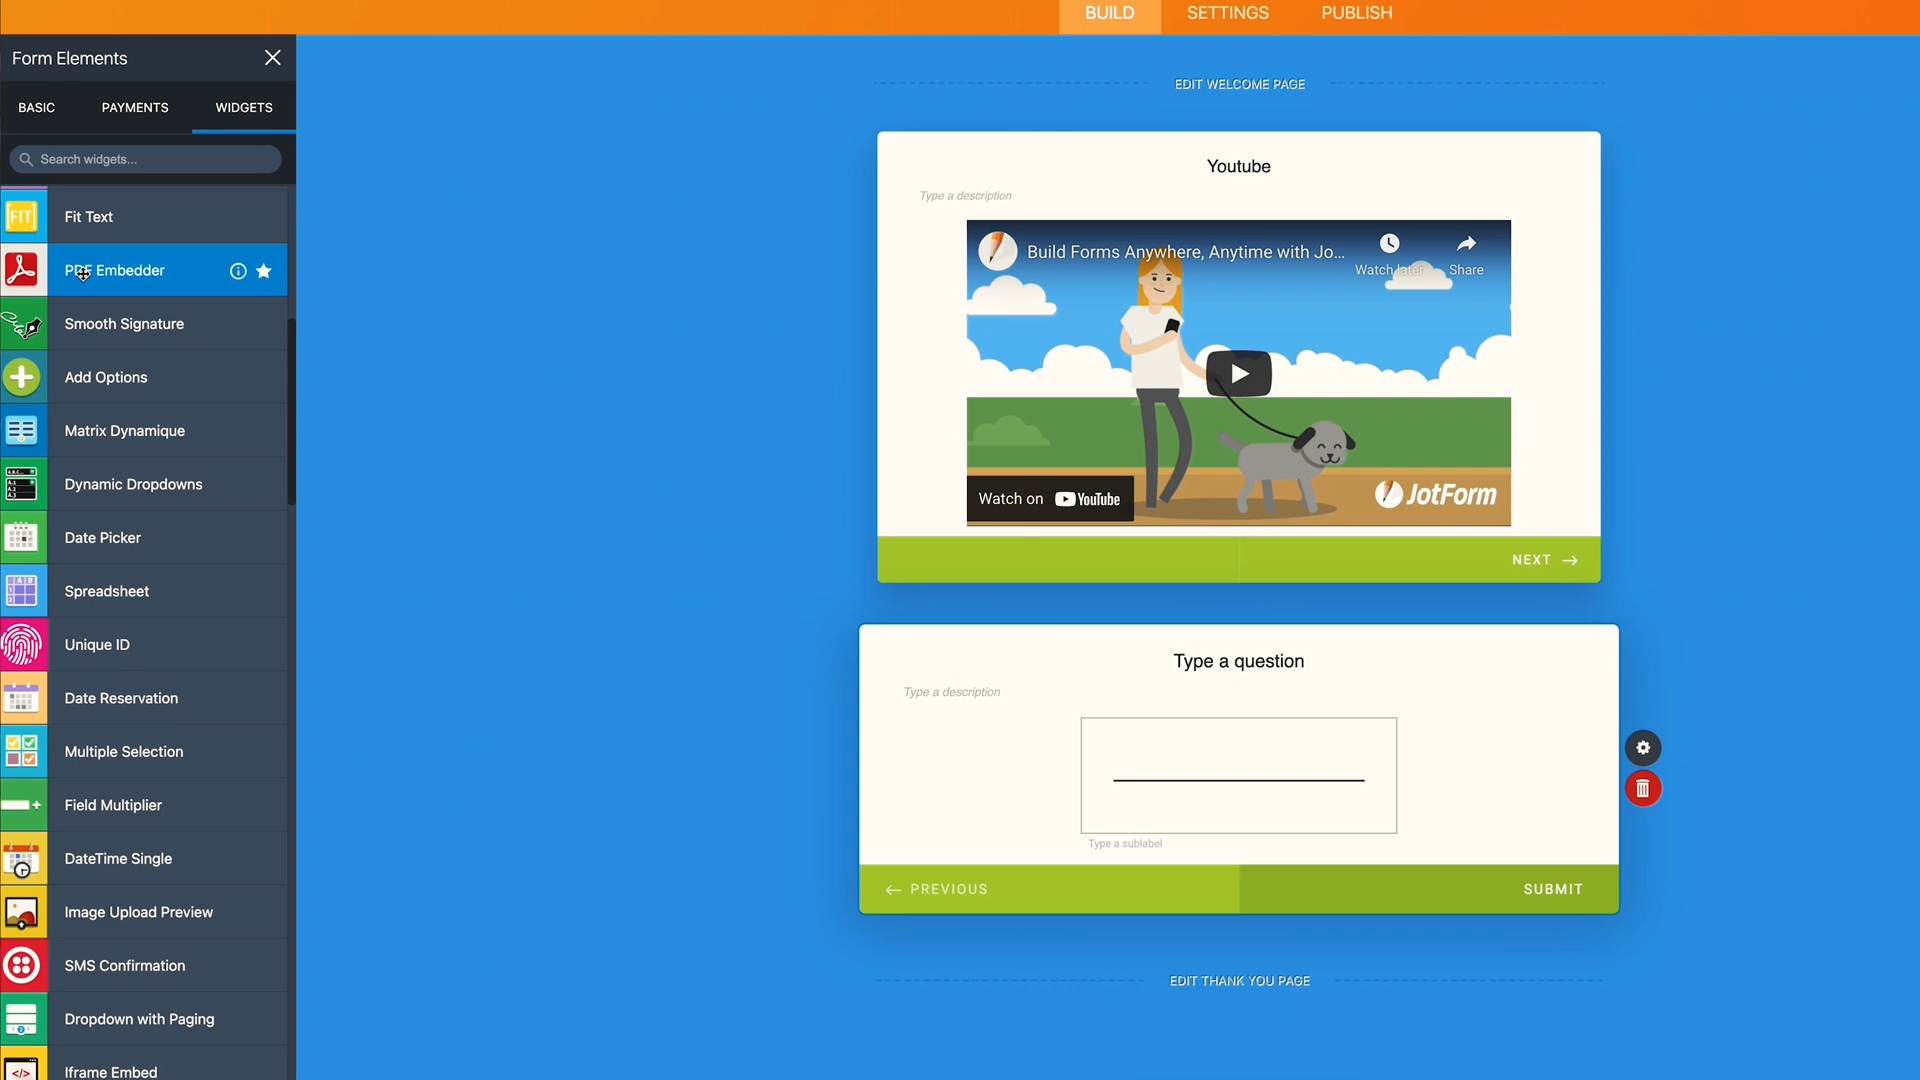 BUILD
SETTINGS
PUBLISH
Form Elements
BASIC
PAYMENTS
WIDGETS
Search widgets...
FIT
Fit Text
PDF Embedder
Smooth Signature
Add Options
Matrix Dynamique
Dynamic Dropdowns
Date Picker
Spreadsheet
Unique ID
Date Reservation
Multiple Selection
Field Multiplier
DateTime Single
Image Upload Preview
SMS Confirmation
Dropdown with Paging
Iframe Embed
EDIT WELCOME PAGE
Youtube
Type a description
Build Forms Anywhere, Anytime with Jo...
Watch later
Share
Watch on YouTube
JotForm
NEXT
Type a question
Type a description
Type a sublabel
PREVIOUS
SUBMIT
EDIT THANK YOU PAGE